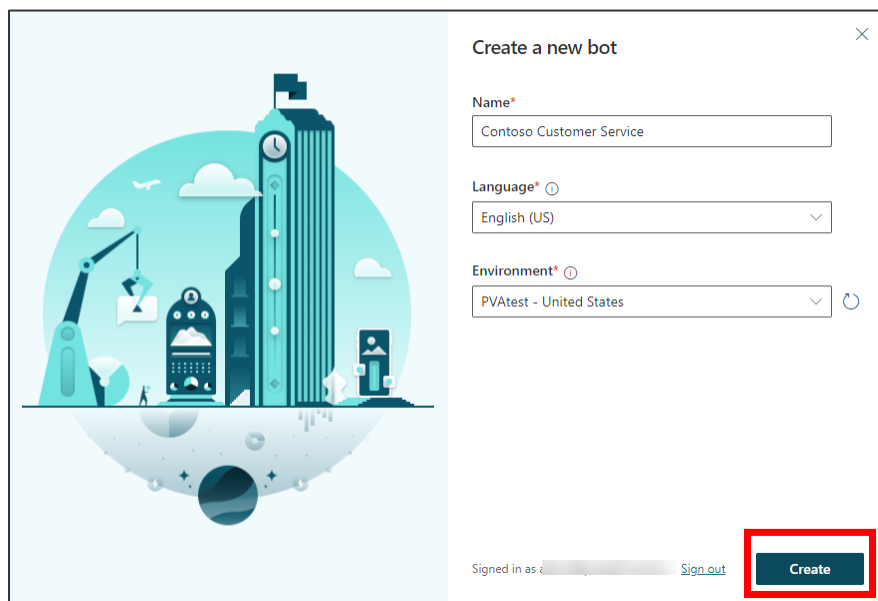 Create a new bot
Name*
Contoso Customer Service
Language*
English (US)
Environment*
PVAtest - United States
Signed in as
Sign out
Create